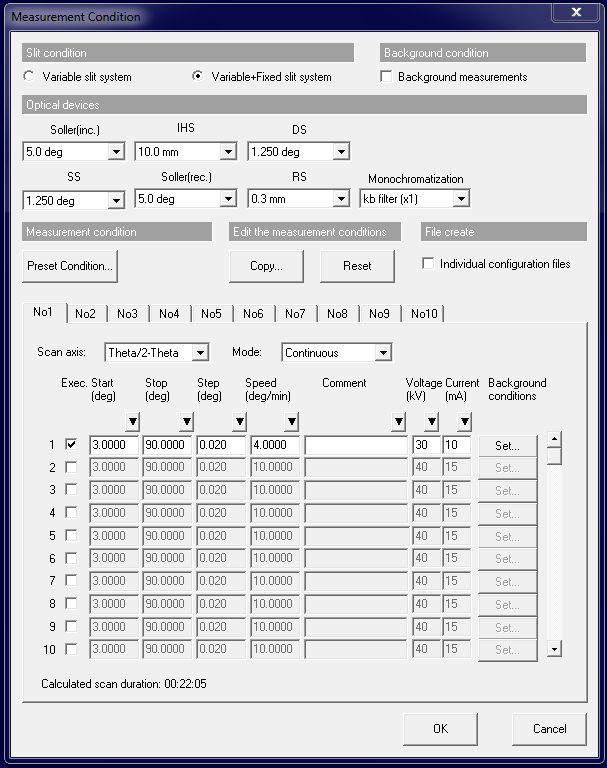 Measurement Condition
Slit condition Background condition
Variable slit system Variable+Fixed slit system Background measurements
Optical devices
Soller(inc.) IHS DS
5.0 deg 10.0 mm 1.250 deg
SS Soller(rec.) RS Monochromatization
1.250 deg 5.0 deg 0.3 mm kb filter (x1)
Measurement condition Edit the measurement conditions File create
Preset Condition... Copy... Reset Individual configuration files
No1 No2 No3 No4 No5 No6 No7 No8 No9 No10
Scan axis: Theta/2-Theta Mode: Continuous
Exec. Start Stop Step Speed Comment Voltage Current Background
(deg) (deg) (deg) (deg/min) (kV) (mA) conditions
1 3.0000 90.0000 0.020 4.0000 30 10 Set...
2 3.0000 90.0000 0.020 10.0000 40 15 Set...
3 3.0000 90.0000 0.020 10.0000 40 15 Set...
4 3.0000 90.0000 0.020 10.0000 40 15 Set...
5 3.0000 90.0000 0.020 10.0000 40 15 Set...
6 3.0000 90.0000 0.020 10.0000 40 15 Set...
7 3.0000 90.0000 0.020 10.0000 40 15 Set...
8 3.0000 90.0000 0.020 10.0000 40 15 Set...
9 3.0000 90.0000 0.020 10.0000 40 15 Set...
10 3.0000 90.0000 0.020 10.0000 40 15 Set...
Calculated scan duration: 00:22:05
OK Cancel